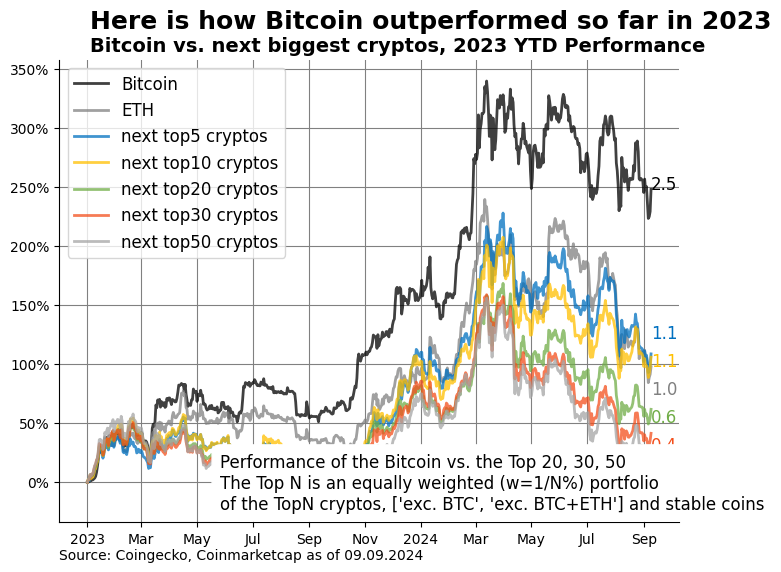 Here is how Bitcoin outperformed so far in 2023
Bitcoin vs. next biggest cryptos, 2023 YTD Performance
350%
300%
250%
200%
150%
100%
50%
0%
Bitcoin
ETH
next top5 cryptos
next top10 cryptos
next top20 cryptos
next top30 cryptos
next top50 cryptos
2.5
1.1
1.1
1.0
0.6
0.4
Performance of the Bitcoin vs. the Top 20, 30, 50
The Top N is an equally weighted (w=1/N%) portfolio
of the TopN cryptos, ['exc. BTC', 'exc. BTC+ETH'] and stable coins
2023 Mar May Jul Sep Nov 2024 Mar May Jul Sep
Source: Coingecko, Coinmarketcap as of 09.09.2024